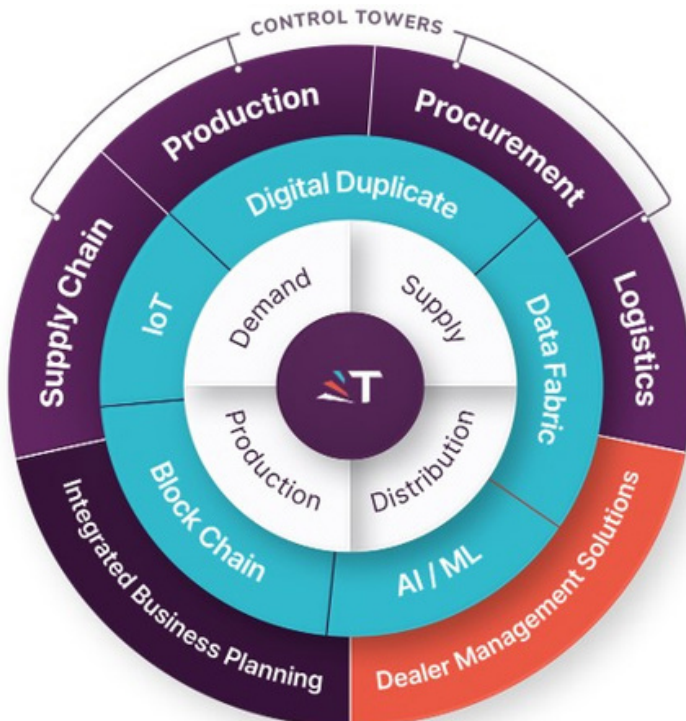 CONTROL TOWERS
Supply Chain
Production
Procurement
Logistics
Dealer Management Solutions
Integrated Business Planning
Digital Duplicate
Data Fabric
AI / ML
Block Chain
IoT
Demand
Supply
Distribution
Production
T